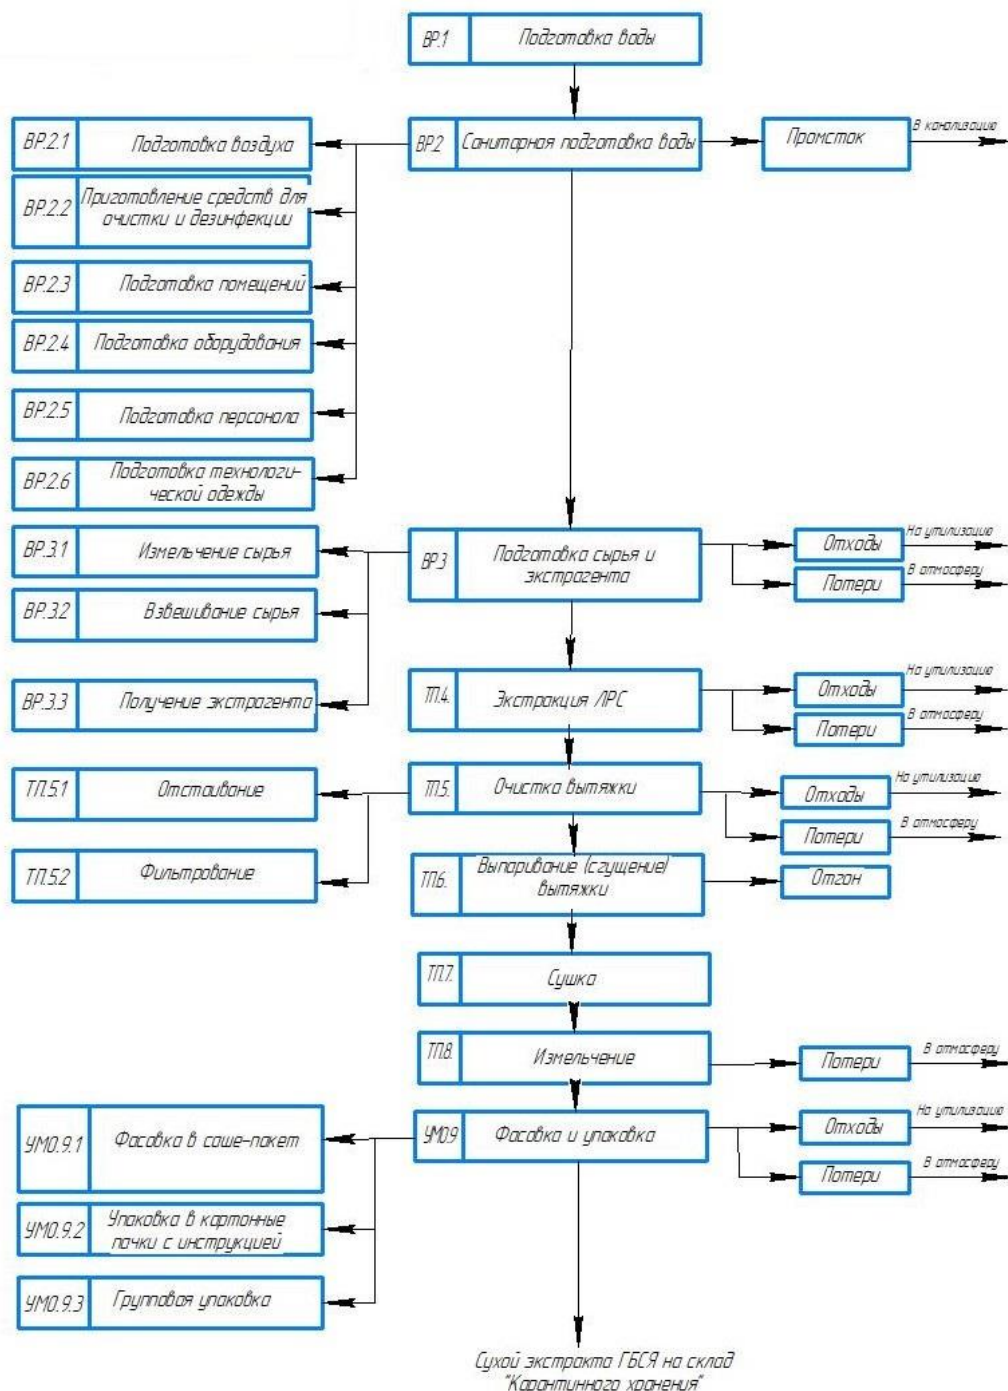 ВР.1 Подготовка воды
ВР.2.1 Подготовка воздуха
ВР.2 Санитарная подготовка воды
Промсток
В канализацию
ВР.2.2 Приготовление средств для
очистки и дезинфекции
ВР.2.3 Подготовка помещений
ВР.2.4 Подготовка оборудования
ВР.2.5 Подготовка персонала
ВР.2.6 Подготовка технологи-
ческой одежды
ВР.3.1 Измельчение сырья
ВР.3 Подготовка сырья и
экстрагента
Отходы
На утилизацию
Потери
В атмосферу
ВР.3.2 Взвешивание сырья
ВР.3.3 Получение экстрагента
ТП.4. Экстракция ЛРС
Отходы
На утилизацию
Потери
В атмосферу
ТП.5.1 Отстаивание
ТП.5. Очистка вытяжки
Отходы
На утилизацию
Потери
В атмосферу
ТП.5.2 Фильтрование
ТП.6. Выпаривание (сгущение)
вытяжки
Отгон
ТП.7. Сушка
ТП.8. Измельчение
Потери
В атмосферу
УМО.9.1 Фасовка в саше-пакет
УМО.9 Фасовка и упаковка
Отходы
На утилизацию
Потери
В атмосферу
УМО.9.2 Упаковка в картонные
пачки с инструкцией
УМО.9.3 Групповая упаковка
Сухой экстракта ГБСЯ на склад
"Карантинного хранения"